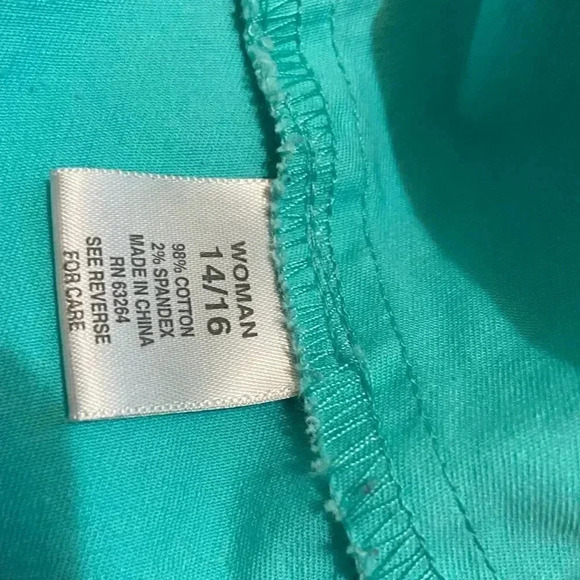 WOMAN
14/16
98% COTTON
2% SPANDEX
MADE IN CHINA
RN 63264
SEE REVERSE
FOR CARE